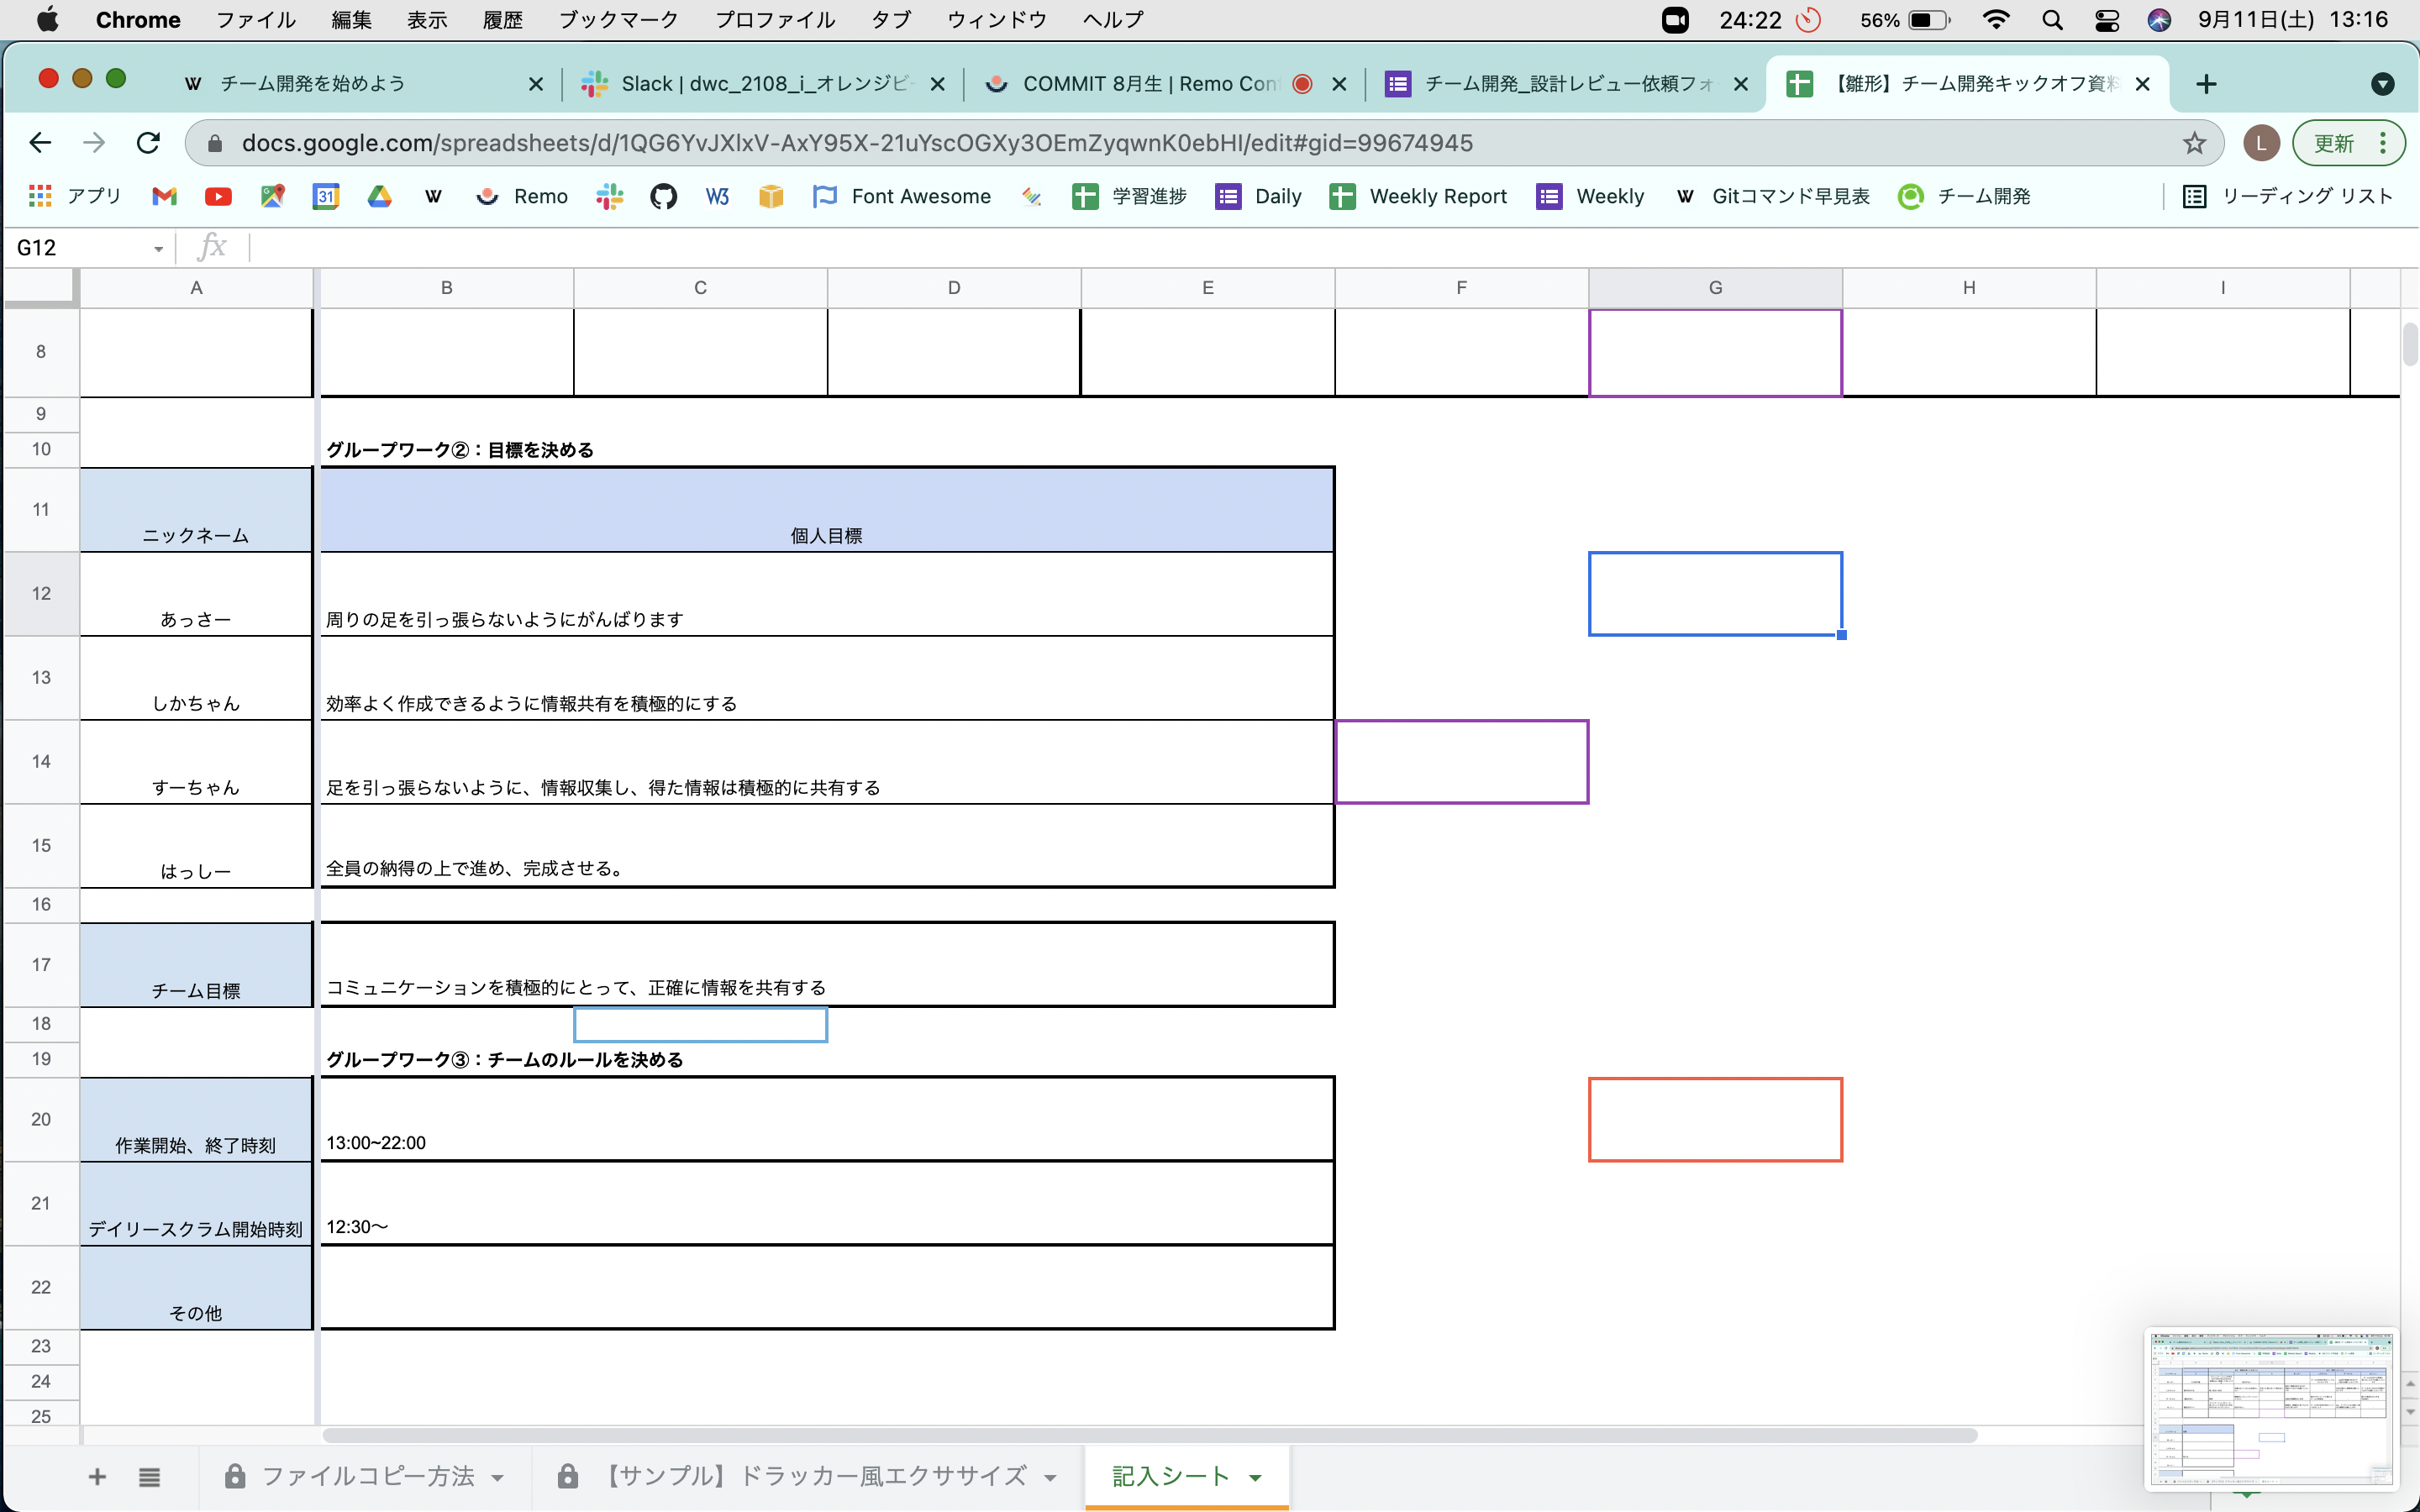 Chrome ファイル 編集 表示 履歴 ブックマーク プロファイル タブ ウィンドウ ヘルプ 24:22 56% 9月11日(土) 13:16
チーム開発を始めよう Slack | dwc_2108_i_オレンジビ COMMIT 8月生 | Remo Con チーム開発_設計レビュー依頼フォ 【雛形】チーム開発キックオフ資料
docs.google.com/spreadsheets/d/1QG6YvJXlxV-AxY95X-21uYscOGXy3OEmZyqwnK0ebHI/edit#gid=99674945 L 更新
アプリ 31 W Remo W3 Font Awesome 学習進捗 Daily Weekly Report Weekly W Gitコマンド早見表 チーム開発 リーディング リスト
G12 fx
A B C D E F G H I
8
9
10 グループワーク②：目標を決める
11 ニックネーム 個人目標
12 あっさー 周りの足を引っ張らないようにがんばります
13 しかちゃん 効率よく作成できるように情報共有を積極的にする
14 すーちゃん 足を引っ張らないように、情報収集し、得た情報は積極的に共有する
15 はっしー 全員の納得の上で進め、完成させる。
16
17 チーム目標 コミュニケーションを積極的にとって、正確に情報を共有する
18
19 グループワーク③：チームのルールを決める
20 作業開始、終了時刻 13:00~22:00
21 デイリースクラム開始時刻 12:30〜
22 その他
23
24
25
ファイルコピー方法 【サンプル】ドラッカー風エクササイズ 記入シート